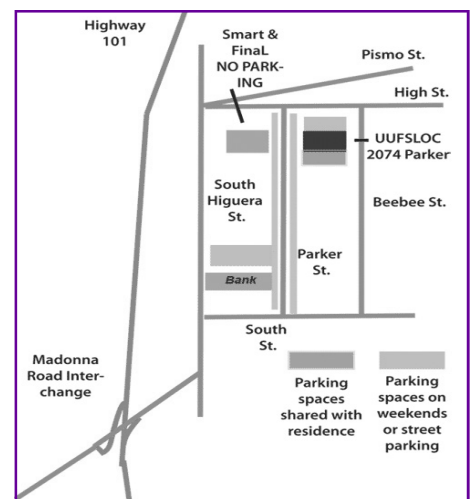 Highway
101
Smart &
FinaL
NO PARK-
ING
Pismo St.
High St.
UUFSLOC
2074 Parker
South
Higuera
St.
Beebee St.
Parker
St.
Bank
South
St.
Madonna
Road Inter-
change
Parking
spaces
shared with
residence
Parking
spaces on
weekends
or street
parking